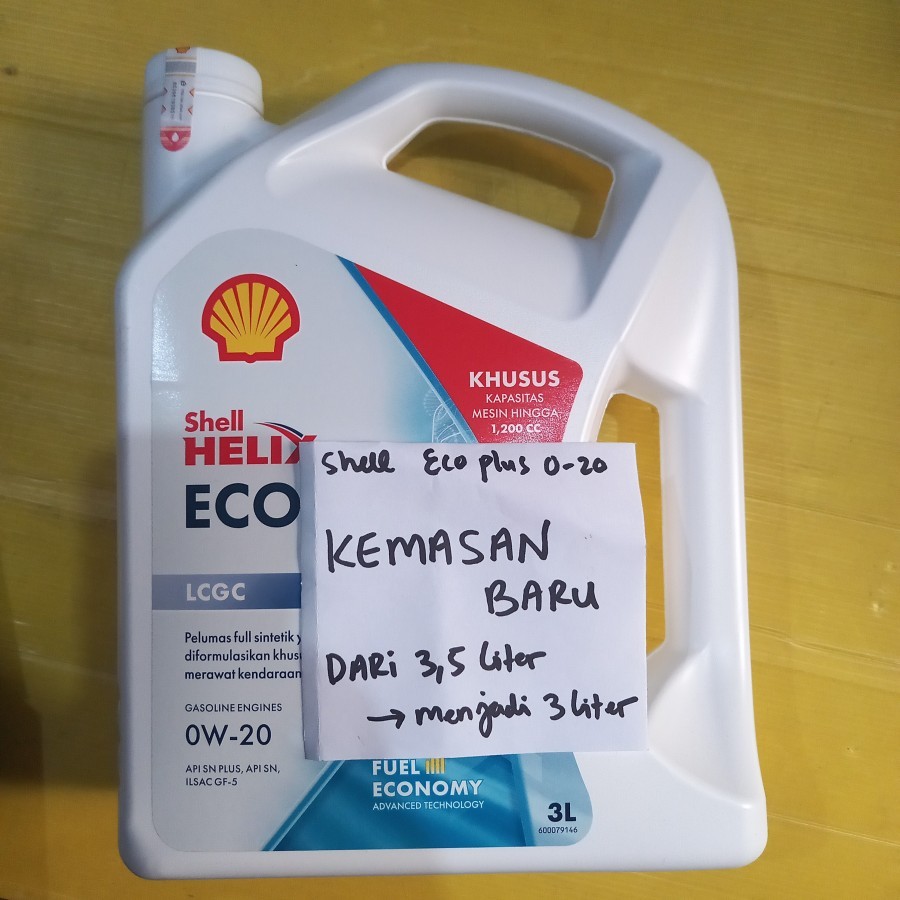 KHUSUS
KAPASITAS
MESIN HINGGA
1,200 CC
Shell
HELIX
ECO
LCGC
Pelumas full sintetik
diformulasikan
merawat kendaraan
GASOLINE ENGINES
0W-20
API SN PLUS, API SN,
ILSAC GF-5
Shell Eco plus 0-20
KEMASAN
BARU
DARi 3,5 liter
→ menjadi 3 liter
FUEL
ECONOMY
ADVANCED TECHNOLOGY
3L
600079146